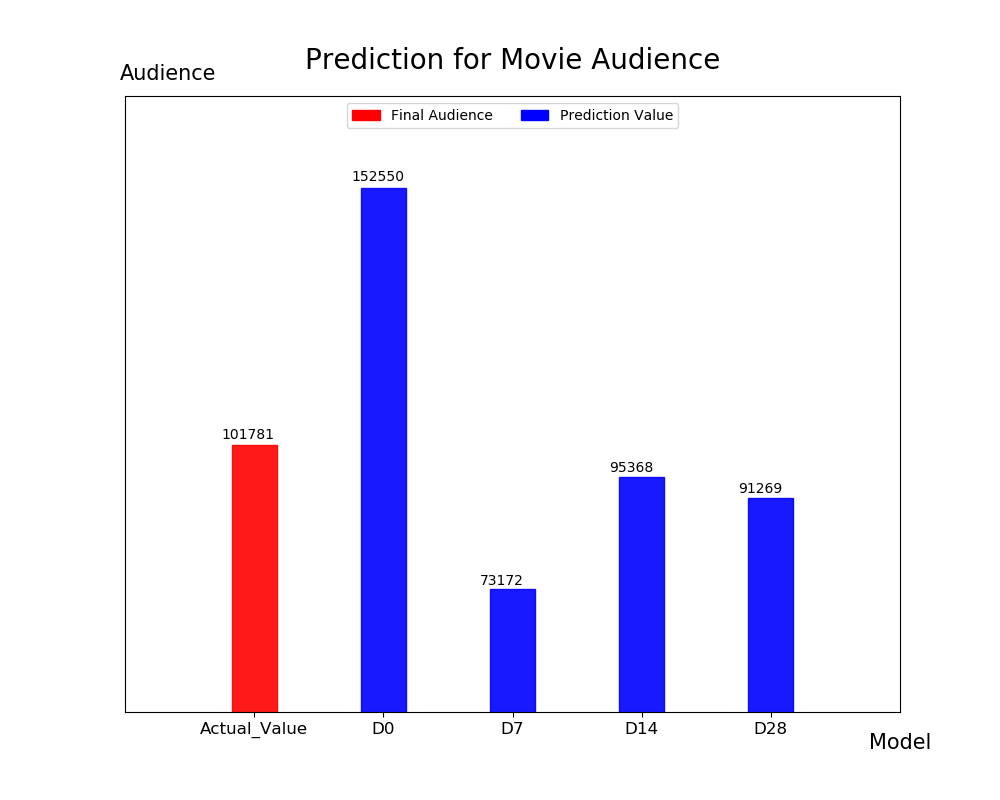 Prediction for Movie Audience
Audience
Final Audience
Prediction Value
152550
101781
95368
91269
73172
Actual_Value
D0
D7
D14
D28
Model